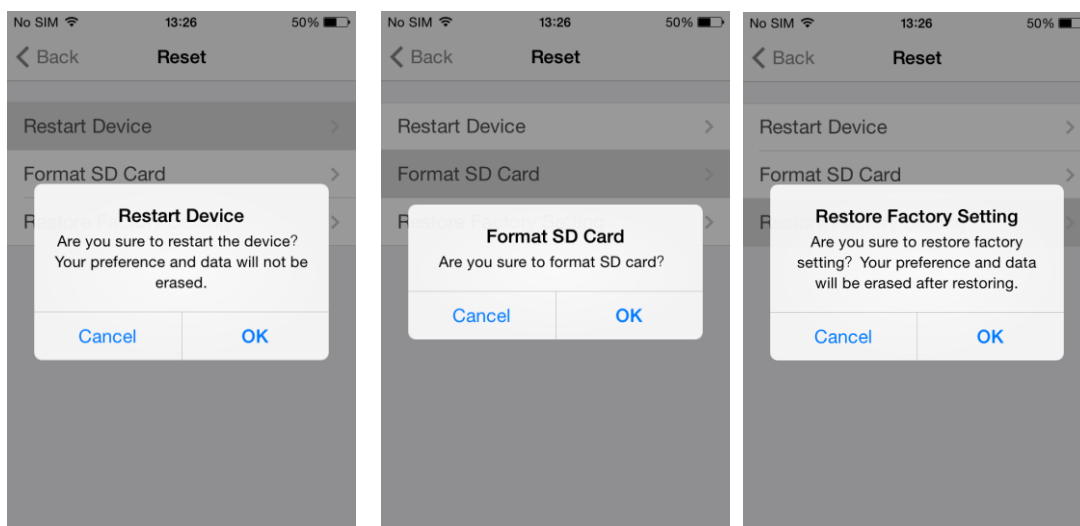 No SIM 13:26 50%
Back Reset
Restart Device
Format SD Card
Restart Device
Are you sure to restart the device?
Your preference and data will not be
erased.
Cancel OK
No SIM 13:26 50%
Back Reset
Restart Device
Format SD Card
Restore Factory Setting
Format SD Card
Are you sure to format SD card?
Cancel OK
No SIM 13:26 50%
Back Reset
Restart Device
Format SD Card
Restore Factory Setting
Are you sure to restore factory
setting? Your preference and data
will be erased after restoring.
Cancel OK